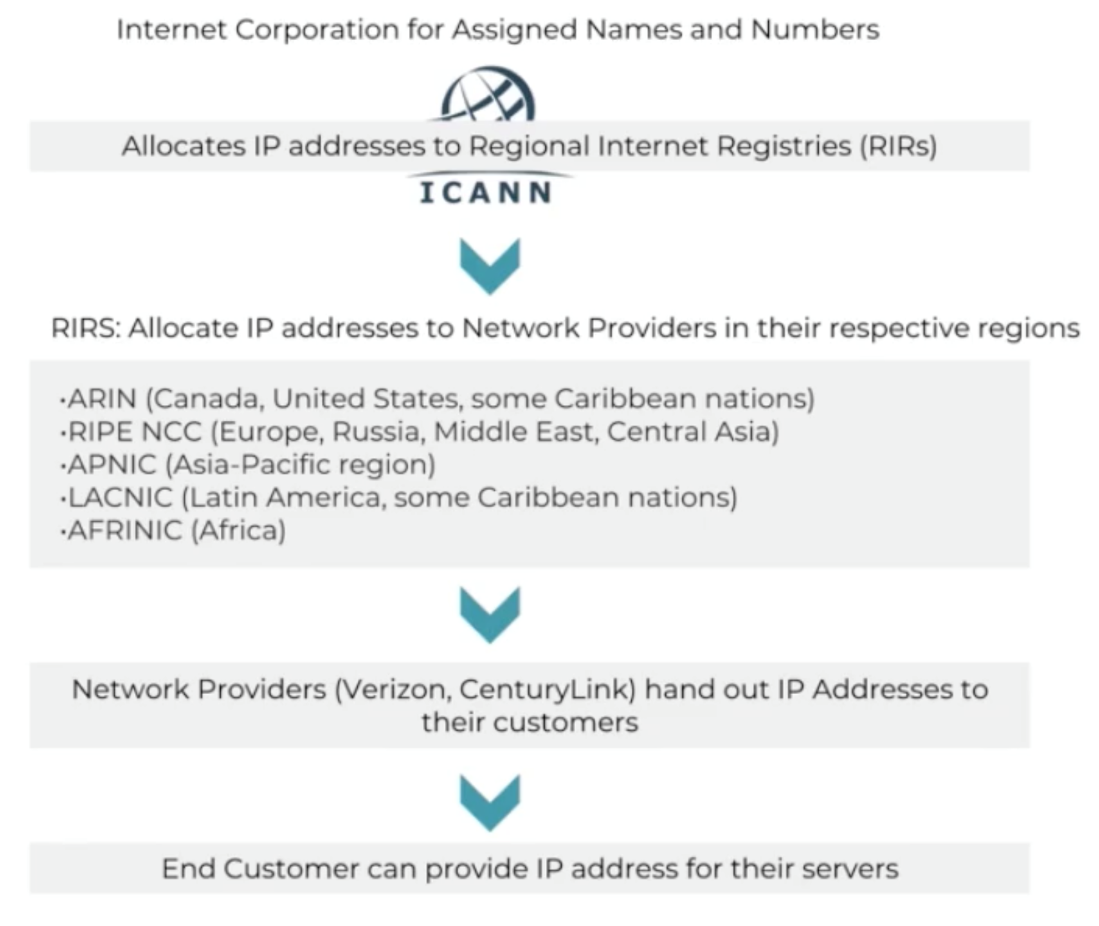 Internet Corporation for Assigned Names and Numbers
Allocates IP addresses to Regional Internet Registries (RIRs)
ICANN
RIRS: Allocate IP addresses to Network Providers in their respective regions
·ARIN (Canada, United States, some Caribbean nations)
·RIPE NCC (Europe, Russia, Middle East, Central Asia)
·APNIC (Asia-Pacific region)
·LACNIC (Latin America, some Caribbean nations)
·AFRINIC (Africa)
Network Providers (Verizon, CenturyLink) hand out IP Addresses to
their customers
End Customer can provide IP address for their servers